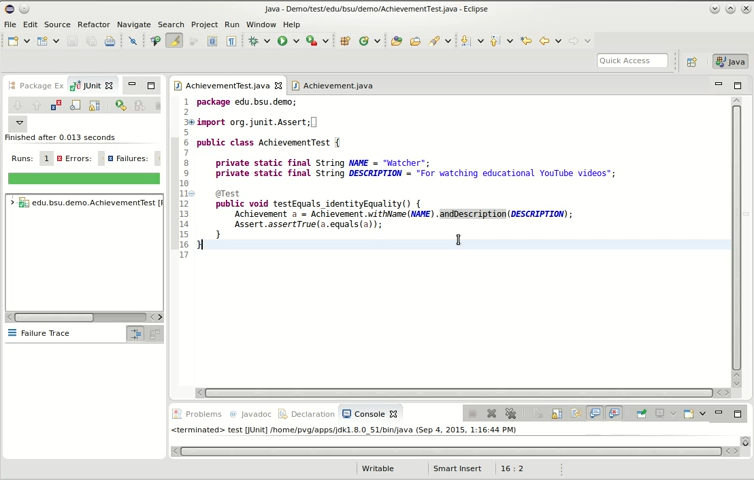 Java - Demo/test/edu/bsu/demo/AchievementTest.java - Eclipse
File Edit Source Refactor Navigate Search Project Run Window Help
Quick Access
Java
Package Ex JUnit
AchievementTest.java Achievement.java
Finished after 0.013 seconds
Runs: 1 Errors: Failures:
edu.bsu.demo.AchievementTest [
Failure Trace
1 package edu.bsu.demo;
2
3 import org.junit.Assert;
5
6 public class AchievementTest {
7
8 private static final String NAME = "Watcher";
9 private static final String DESCRIPTION = "For watching educational YouTube videos";
10
11 @Test
12 public void testEquals_identityEquality() {
13 Achievement a = Achievement.withName(NAME).andDescription(DESCRIPTION);
14 Assert.assertTrue(a.equals(a));
15 }
16 }
17
Problems Javadoc Declaration Console
<terminated> test [JUnit] /home/pvg/apps/jdk1.8.0_51/bin/java (Sep 4, 2015, 1:16:44 PM)
Writable Smart Insert 16 : 2